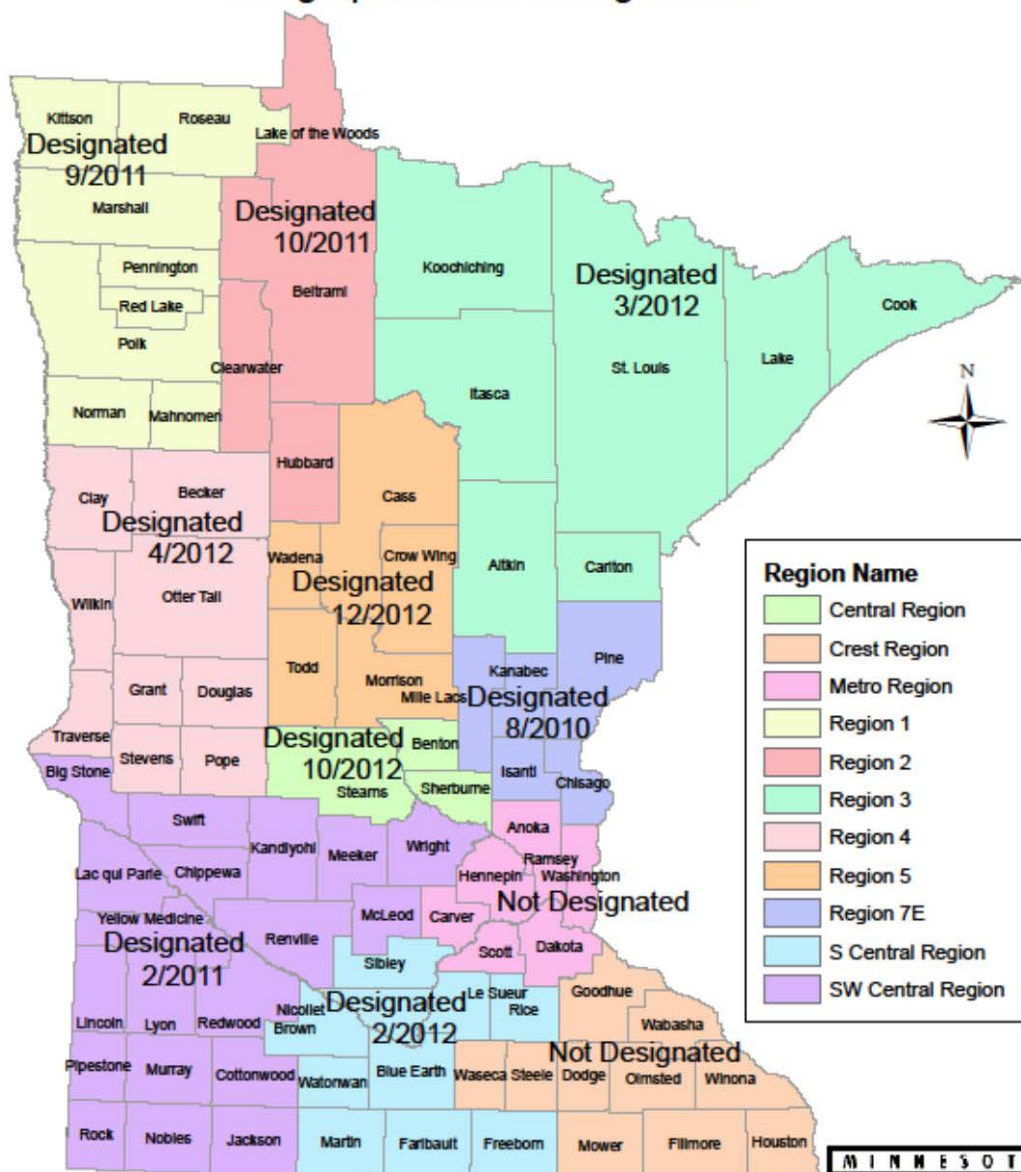 Kittson
Roseau
Lake of the Woods
Designated
9/2011
Marshall
Designated
10/2011
Pennington
Red Lake
Polk
Beltrami
Clearwater
Norman
Mahnomen
Koochiching
Designated
3/2012
Cook
Lake
St. Louis
Itasca
N
Hubbard
Clay
Becker
Designated
4/2012
Cass
Wadena
Crow Wing
Aitkin
Carlton
Wilkin
Otter Tail
Designated
12/2012
Todd
Morrison
Mille Lacs
Kanabec
Pine
Designated
8/2010
Grant
Douglas
Traverse
Stevens
Pope
Designated
10/2012
Stearns
Benton
Sherburne
Isanti
Chisago
Big Stone
Swift
Kandiyohi
Meeker
Wright
Anoka
Ramsey
Hennepin
Washington
Not Designated
Lac qui Parle
Chippewa
McLeod
Carver
Scott
Dakota
Yellow Medicine
Designated
2/2011
Renville
Sibley
Lincoln
Lyon
Redwood
Nicollet
Brown
Designated
2/2012
Le Sueur
Rice
Goodhue
Wabasha
Not Designated
Pipestone
Murray
Cottonwood
Watonwan
Blue Earth
Waseca
Steele
Dodge
Olmsted
Winona
Rock
Nobles
Jackson
Martin
Faribault
Freeborn
Mower
Fillmore
Houston
Region Name
Central Region
Crest Region
Metro Region
Region 1
Region 2
Region 3
Region 4
Region 5
Region 7E
S Central Region
SW Central Region
MINNESOT